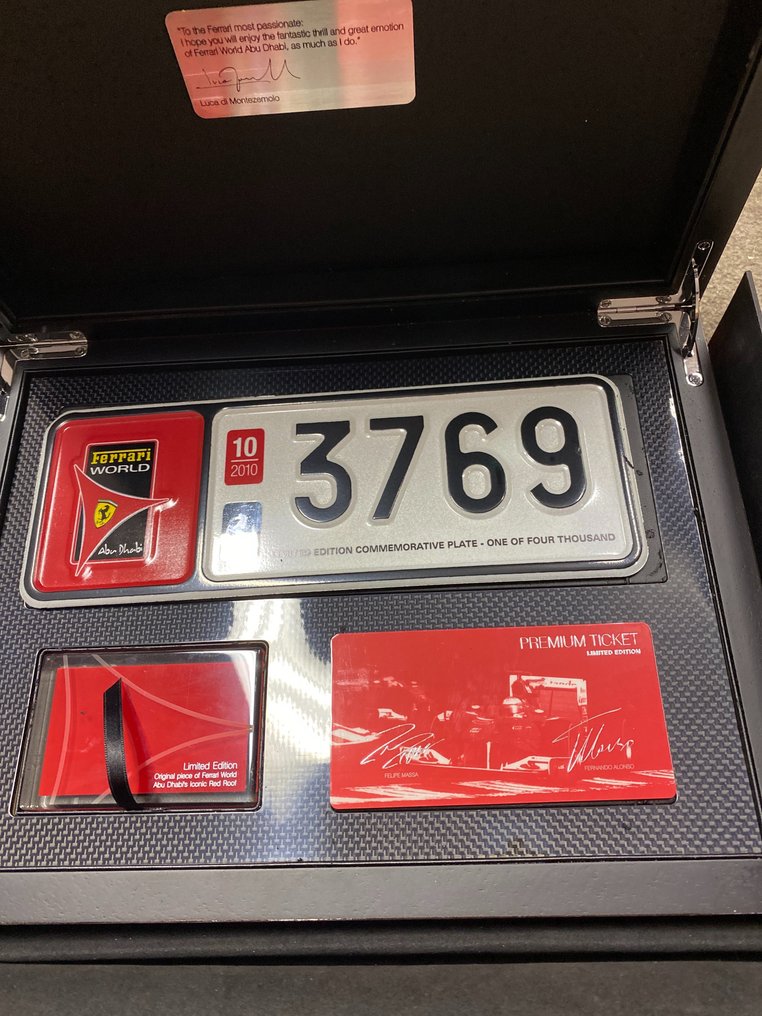 "To the Ferrari most passionate:
I hope you will enjoy the fantastic thrill and great emotion
of Ferrari World Abu Dhabi, as much as I do."
Luca di Montezemolo
Ferrari
WORLD
Abu Dhabi
10
2010
3769
EDITION COMMEMORATIVE PLATE - ONE OF FOUR THOUSAND
Limited Edition
Original piece of Ferrari World
Abu Dhabi's Iconic Red Roof
PREMIUM TICKET
LIMITED EDITION
FELIPE MASSA
FERNANDO ALONSO